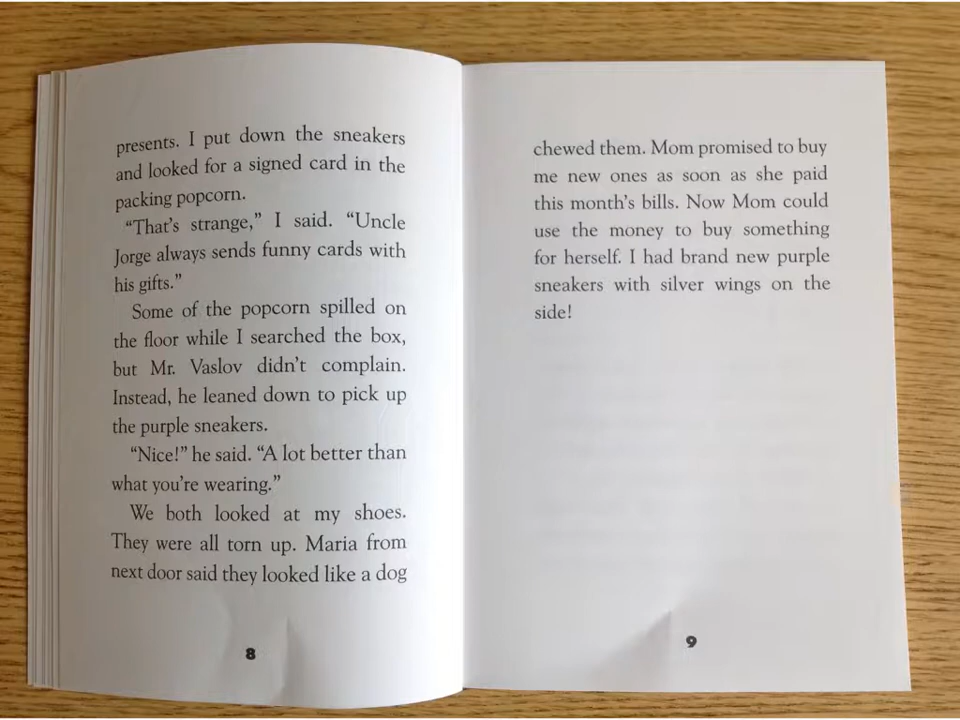 presents. I put down the sneakers
and looked for a signed card in the
packing popcorn.
“That’s strange,” I said. “Uncle
Jorge always sends funny cards with
his gifts.”
Some of the popcorn spilled on
the floor while I searched the box,
but Mr. Vaslov didn’t complain.
Instead, he leaned down to pick up
the purple sneakers.
“Nice!” he said. “A lot better than
what you’re wearing.”
We both looked at my shoes.
They were all torn up. Maria from
next door said they looked like a dog
8
chewed them. Mom promised to buy
me new ones as soon as she paid
this month’s bills. Now Mom could
use the money to buy something
for herself. I had brand new purple
sneakers with silver wings on the
side!
9